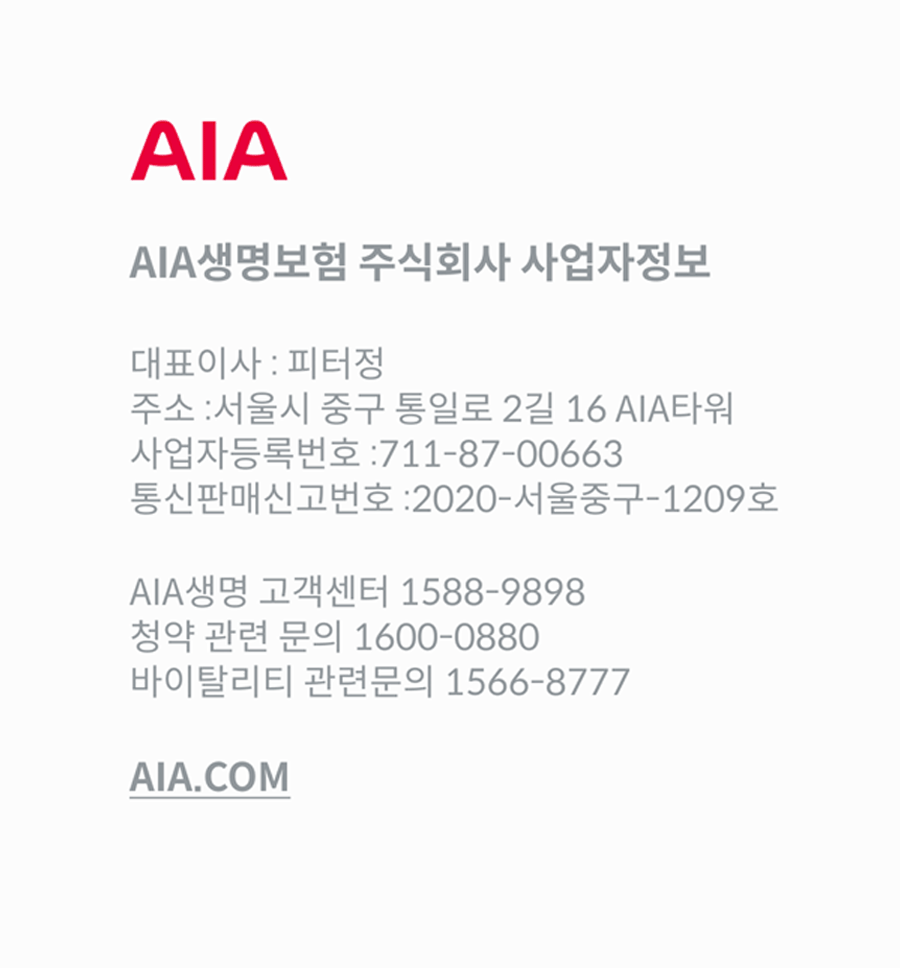 AIA
AIA생명보험 주식회사 사업자정보
대표이사 : 피터정
주소 :서울시 중구 통일로 2길 16 AIA타워
사업자등록번호 :711-87-00663
통신판매신고번호 :2020-서울중구-1209호
AIA생명 고객센터 1588-9898
청약 관련 문의 1600-0880
바이탈리티 관련문의 1566-8777
AIA.COM